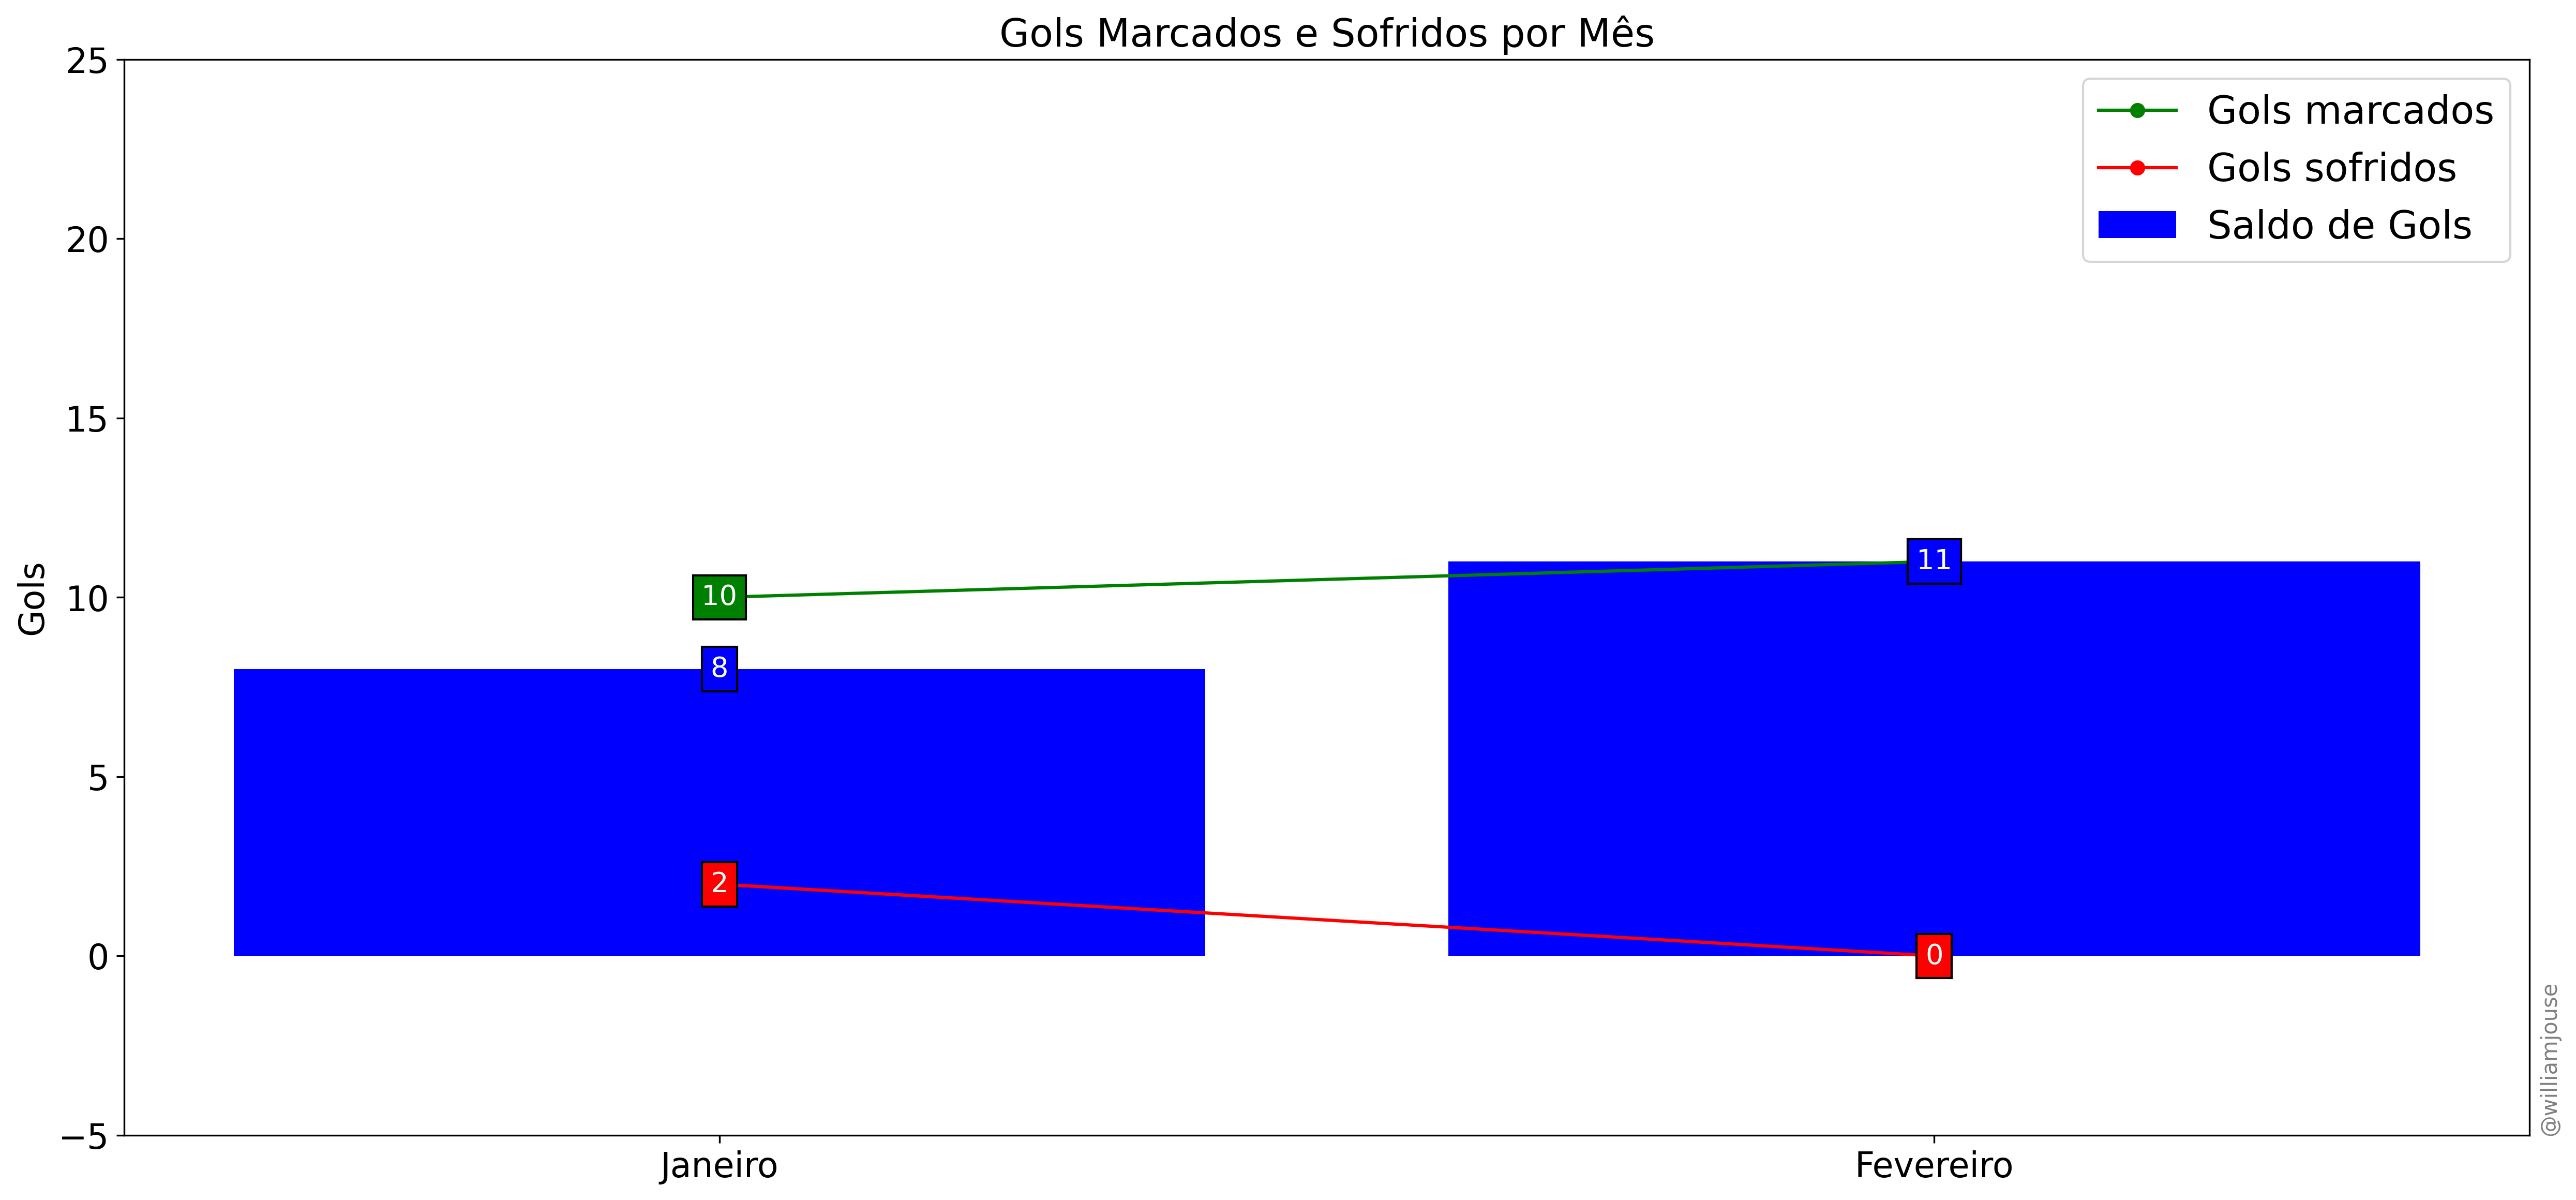 Gols Marcados e Sofridos por Mês
Gols marcados
Gols sofridos
Saldo de Gols
25
20
15
10
5
0
−5
Gols
10
8
2
11
0
Janeiro
Fevereiro
@williamjouse